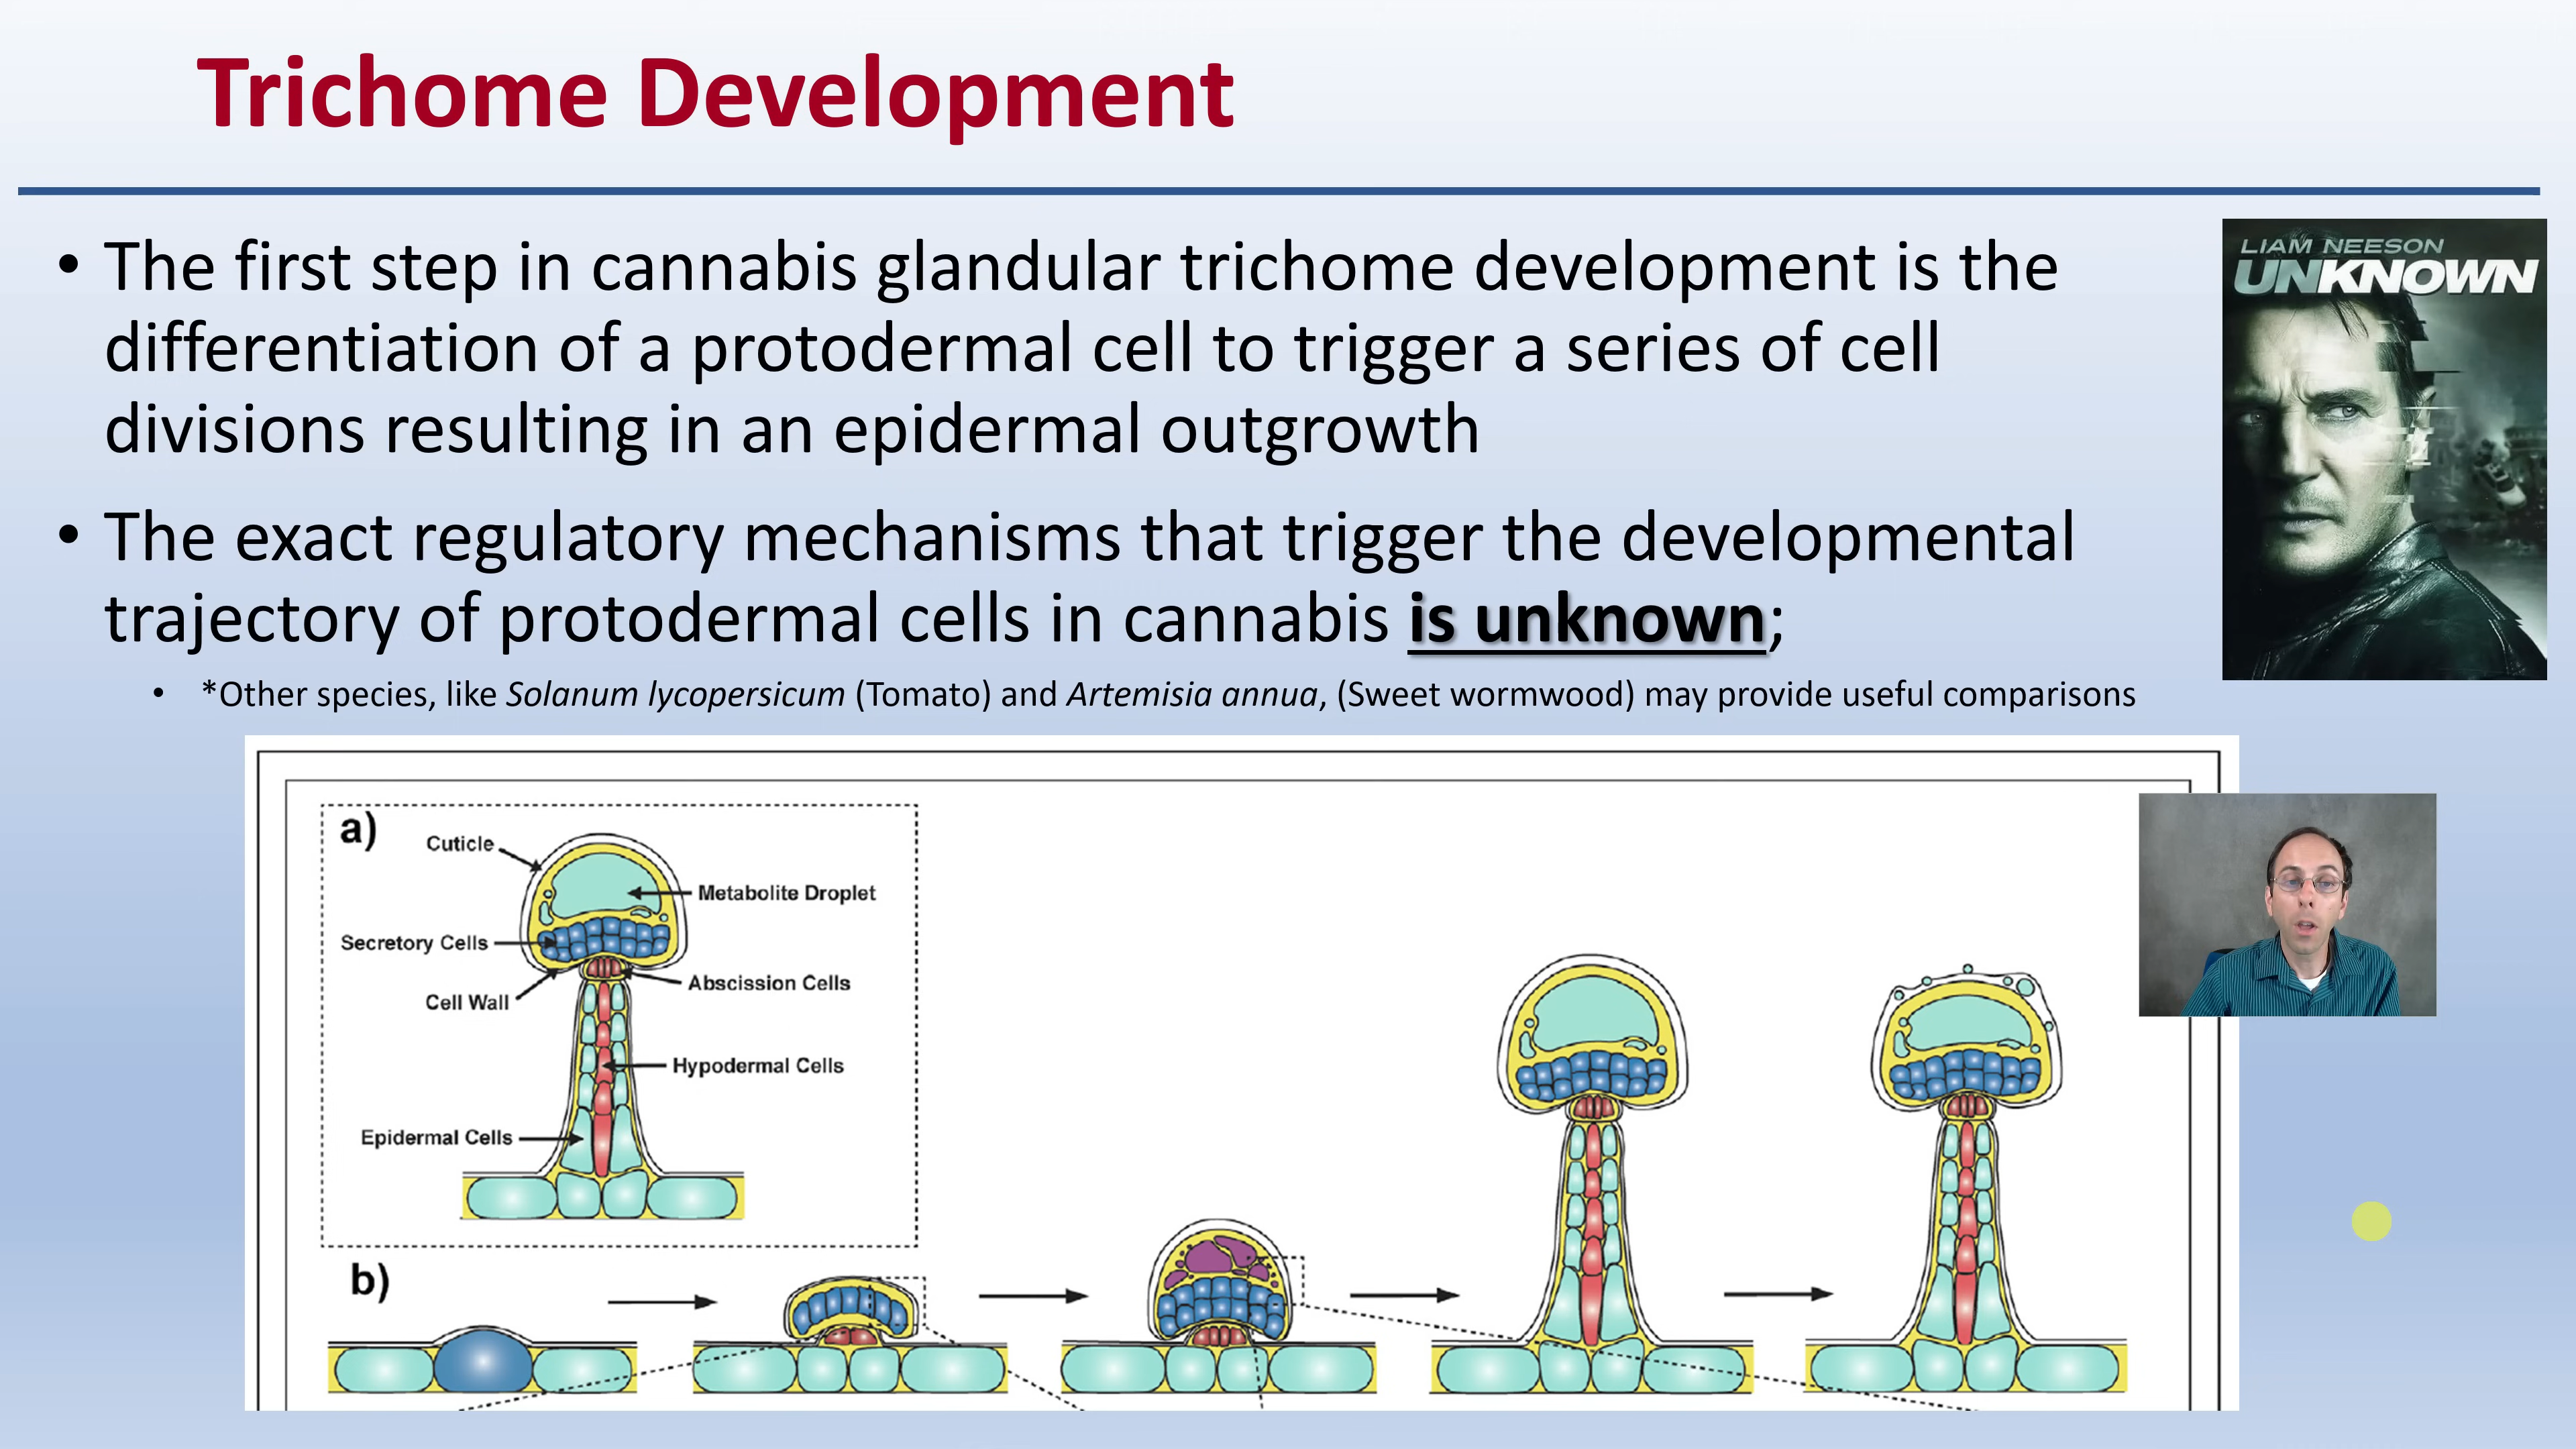 Trichome Development
• The first step in cannabis glandular trichome development is the
differentiation of a protodermal cell to trigger a series of cell
divisions resulting in an epidermal outgrowth
• The exact regulatory mechanisms that trigger the developmental
trajectory of protodermal cells in cannabis is unknown;
• *Other species, like Solanum lycopersicum (Tomato) and Artemisia annua, (Sweet wormwood) may provide useful comparisons
LIAM NEESON
UNKNOWN
a)
Cuticle
Metabolite Droplet
Secretory Cells
Abscission Cells
Cell Wall
Hypodermal Cells
Epidermal Cells
b)